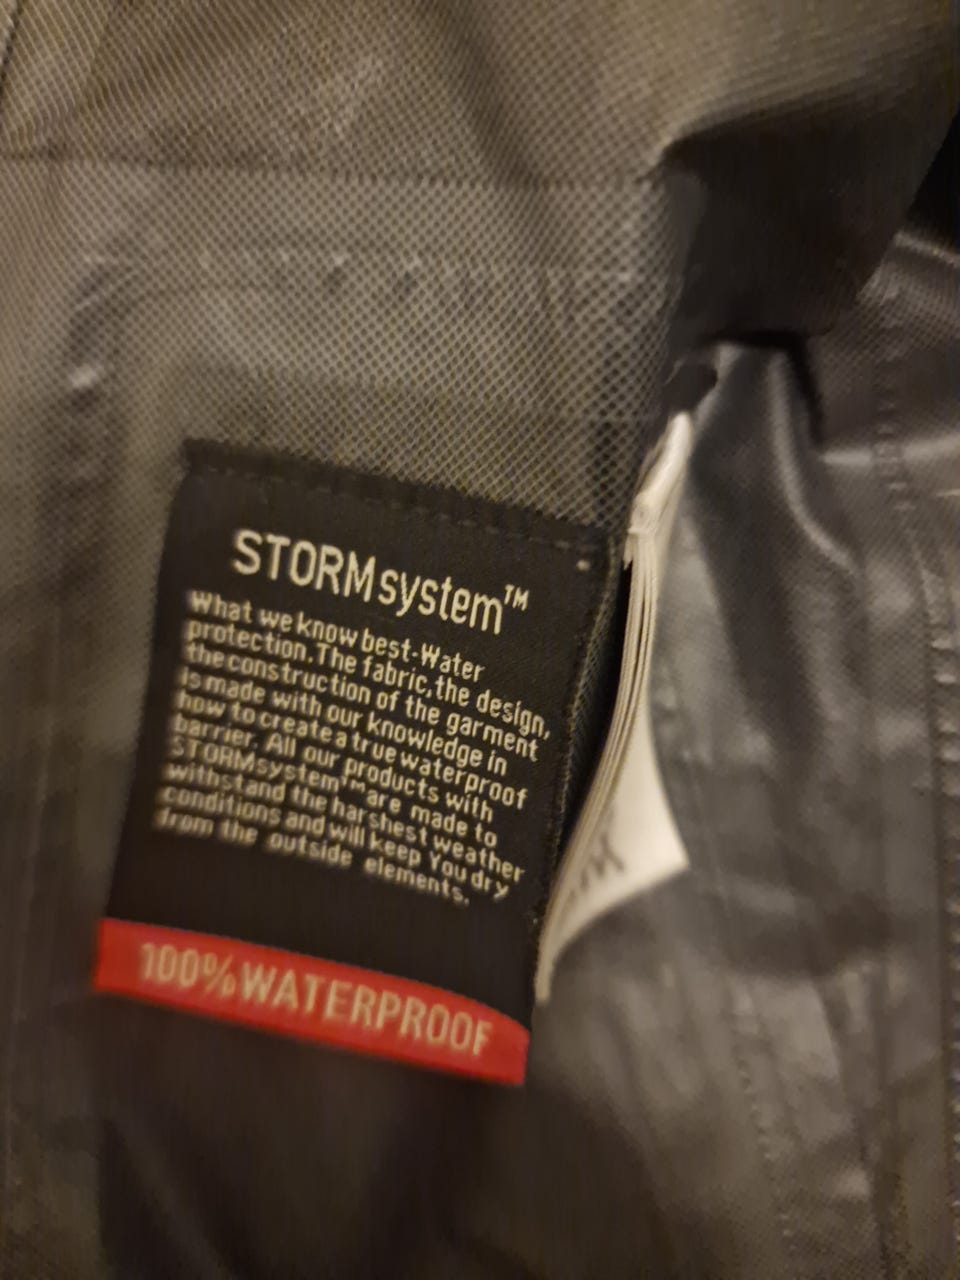 STORMsystem™
What we know best-Water
protection. The fabric, the design,
the construction of the garment
is made with our knowledge in
how to create a true waterproof
barrier. All our products with
STORMsystem™ are made to
withstand the harshest weather
conditions and will keep You dry
from the outside elements.
100% WATERPROOF